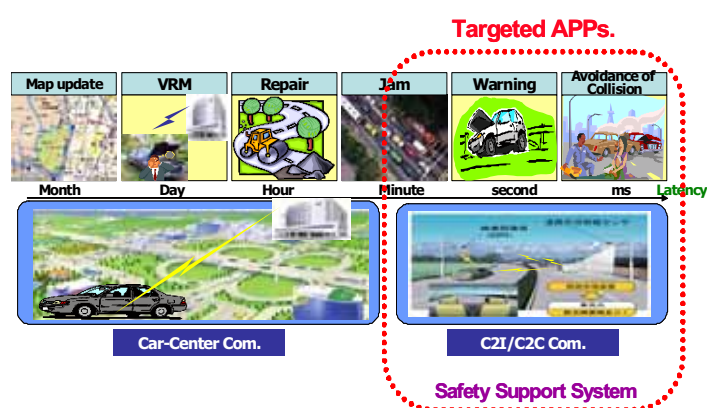 Targeted APPs.
Map update
VRM
Repair
Jam
Warning
Avoidance of
Collision
Month
Day
Hour
Minute
second
ms
Latency
Car-Center Com.
C2I/C2C Com.
Safety Support System